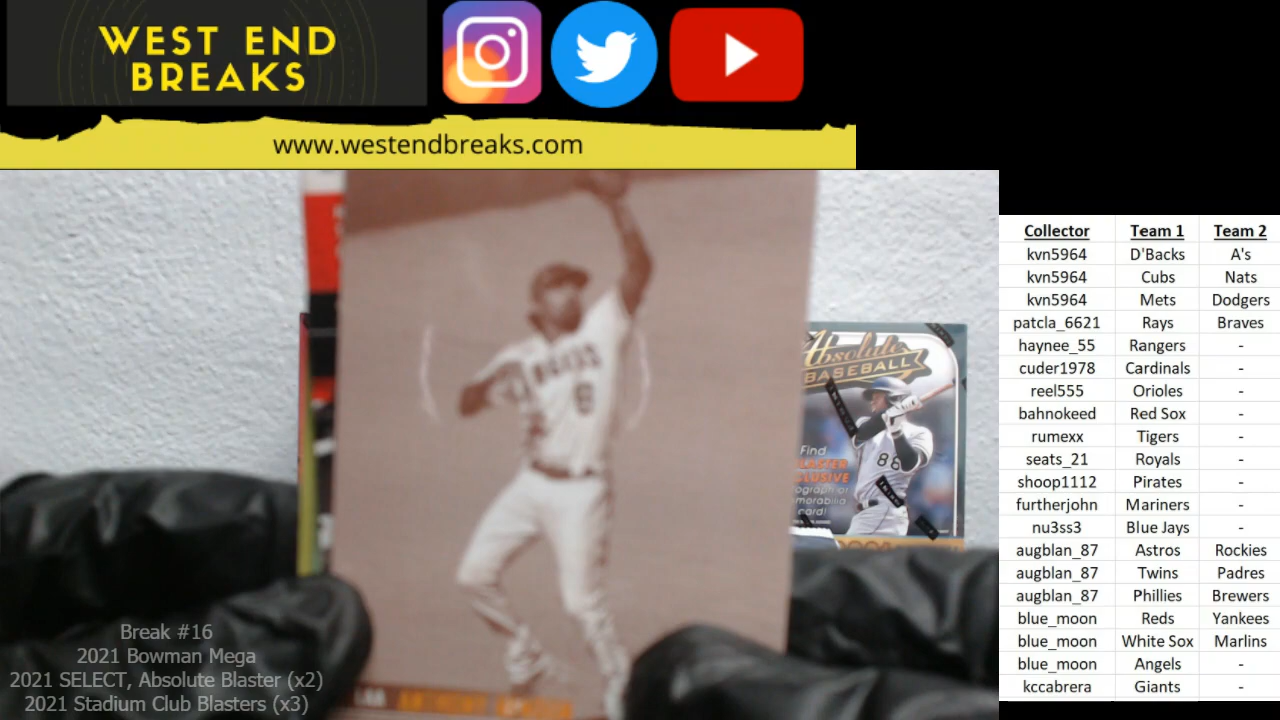 WEST END
BREAKS
www.westendbreaks.com
Absolute
BASEBALL
Find
card!
88
6
Break #16
2021 Bowman Mega
2021 SELECT, Absolute Blaster (x2)
2021 Stadium Club Blasters (x3)
Collector Team 1 Team 2
kvn5964 D'Backs A's
kvn5964 Cubs Nats
kvn5964 Mets Dodgers
patcla_6621 Rays Braves
haynee_55 Rangers -
cuder1978 Cardinals -
reel555 Orioles -
bahnokeed Red Sox -
rumexx Tigers -
seats_21 Royals -
shoop1112 Pirates -
furtherjohn Mariners -
nu3ss3 Blue Jays -
augblan_87 Astros Rockies
augblan_87 Twins Padres
augblan_87 Phillies Brewers
blue_moon Reds Yankees
blue_moon White Sox Marlins
blue_moon Angels -
kccabrera Giants -